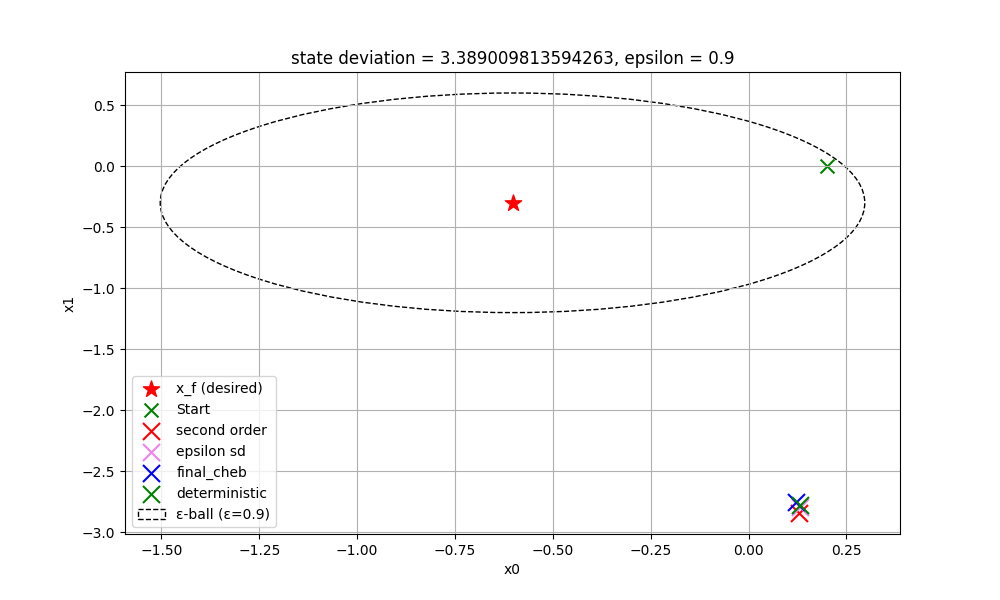 state deviation = 3.389009813594263, epsilon = 0.9
x1
0.5
0.0
−0.5
−1.0
−1.5
−2.0
−2.5
−3.0
x_f (desired)
Start
second order
epsilon sd
final_cheb
deterministic
ε-ball (ε=0.9)
−1.50 −1.25 −1.00 −0.75 −0.50 −0.25 0.00 0.25
x0